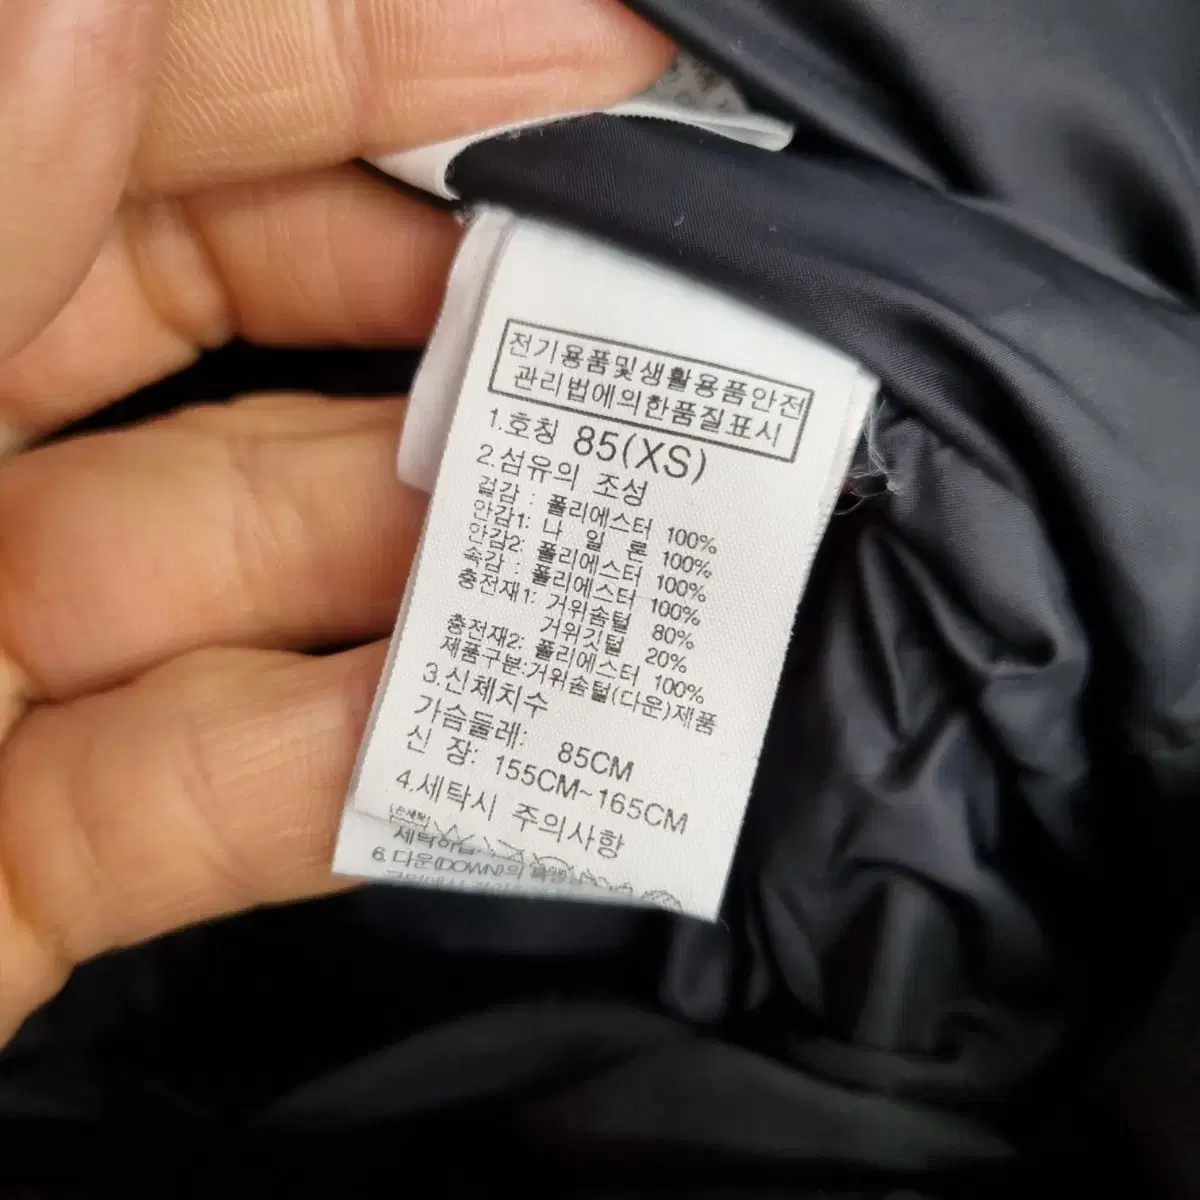 전기용품및생활용품안전
관리법에의한품질표시
1.호칭 85(XS)
2.섬유의 조성
겉감 : 폴리에스터 100%
안감1: 나 일 론 100%
안감2: 폴리에스터 100%
속감 : 폴리에스터 100%
충전재1: 거위솜털 80%
거위깃털 20%
충전재2: 폴리에스터 100%
제품구분:거위솜털(다운)제품
3.신체치수
가슴둘레: 85CM
신 장: 155CM~165CM
4.세탁시 주의사항
6.다운(DOWN)의